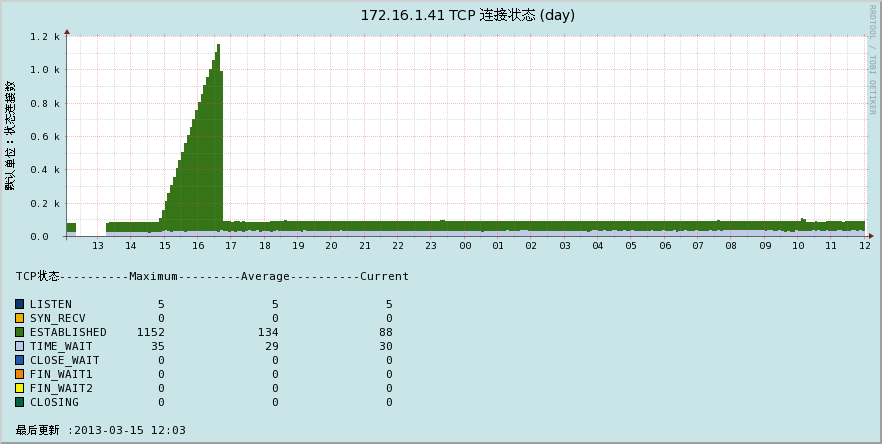 172.16.1.41 TCP 连接状态 (day)
RRDTOOL / TOBI OETIKER
默认单位：状态连接数
1.2 k
1.0 k
0.8 k
0.6 k
0.4 k
0.2 k
0.0
13 14 15 16 17 18 19 20 21 22 23 00 01 02 03 04 05 06 07 08 09 10 11 12
TCP状态----------Maximum---------Average----------Current
LISTEN 5 5 5
SYN_RECV 0 0 0
ESTABLISHED 1152 134 88
TIME_WAIT 35 29 30
CLOSE_WAIT 0 0 0
FIN_WAIT1 0 0 0
FIN_WAIT2 0 0 0
CLOSING 0 0 0
最后更新 :2013-03-15 12:03